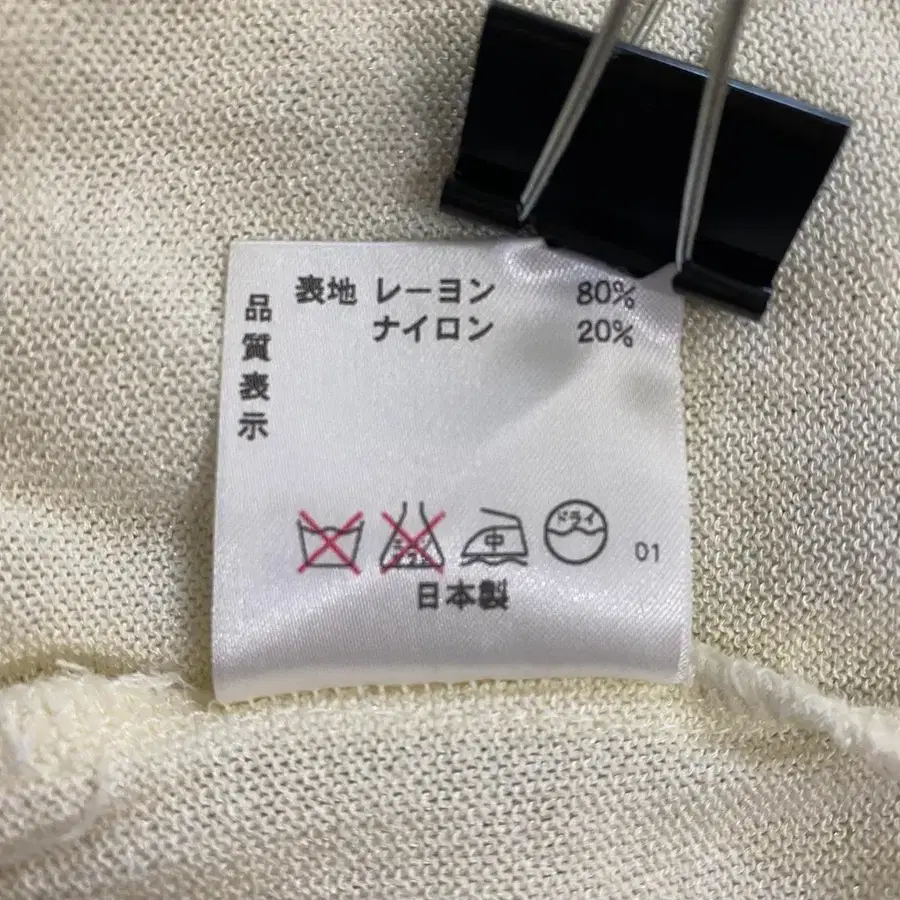 品質表示
表地 レーヨン 80%
ナイロン 20%
中
ドライ
01
日本製